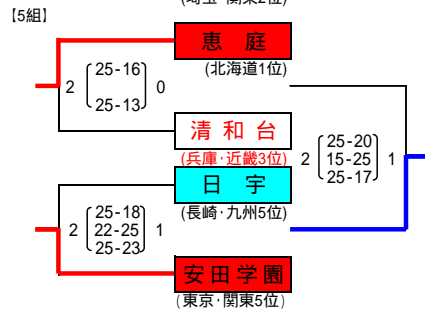 (埼玉･関東2位)
【5組】
恵 庭
(北海道1位)
2 25-16 0
25-13
清 和 台
(兵庫･近畿3位)
2 25-20 1
15-25
25-17
日 宇
(長崎･九州5位)
2 25-18 1
22-25
25-23
安 田 学 園
(東京･関東5位)